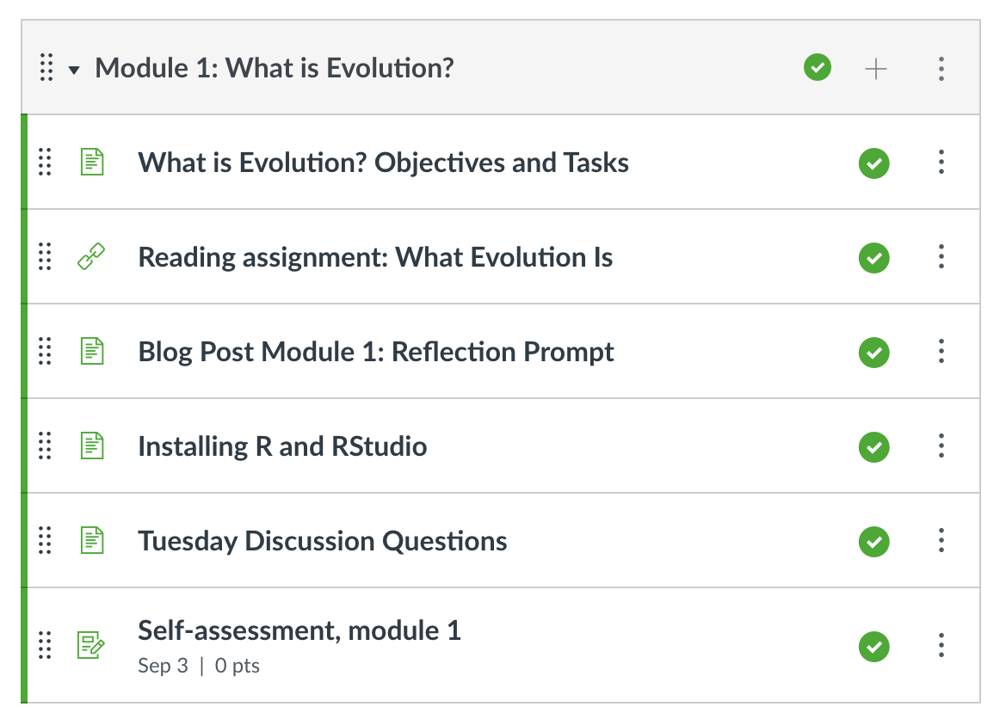 Module 1: What is Evolution?
What is Evolution? Objectives and Tasks
Reading assignment: What Evolution Is
Blog Post Module 1: Reflection Prompt
Installing R and RStudio
Tuesday Discussion Questions
Self-assessment, module 1
Sep 3 | 0 pts